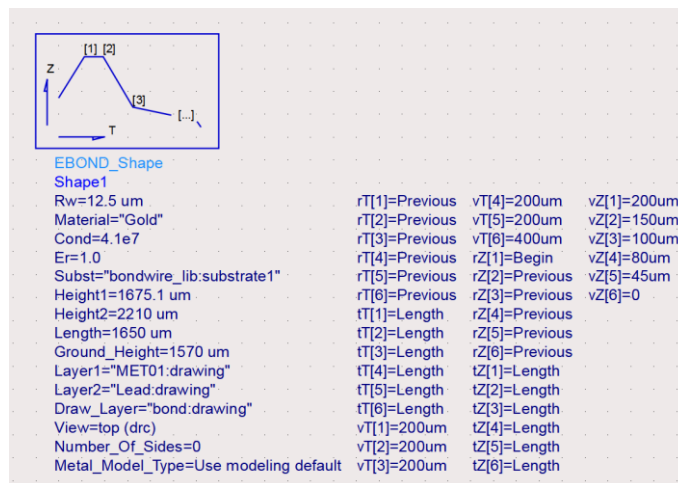 [1] [2]
Z
[3]
[...]
T
EBOND_Shape
Shape1
Rw=12.5 um rT[1]=Previous vT[4]=200um vZ[1]=200um
Material="Gold" rT[2]=Previous vT[5]=200um vZ[2]=150um
Cond=4.1e7 rT[3]=Previous vT[6]=400um vZ[3]=100um
Er=1.0 rT[4]=Previous rZ[1]=Begin vZ[4]=80um
Subst="bondwire_lib:substrate1" rT[5]=Previous rZ[2]=Previous vZ[5]=45um
Height1=1675.1 um rT[6]=Previous rZ[3]=Previous vZ[6]=0
Height2=2210 um tT[1]=Length rZ[4]=Previous
Length=1650 um tT[2]=Length rZ[5]=Previous
Ground_Height=1570 um tT[3]=Length rZ[6]=Previous
Layer1="MET01:drawing" tT[4]=Length tZ[1]=Length
Layer2="Lead:drawing" tT[5]=Length tZ[2]=Length
Draw_Layer="bond:drawing" tT[6]=Length tZ[3]=Length
View=top (drc) vT[1]=200um tZ[4]=Length
Number_Of_Sides=0 vT[2]=200um tZ[5]=Length
Metal_Model_Type=Use modeling default vT[3]=200um tZ[6]=Length